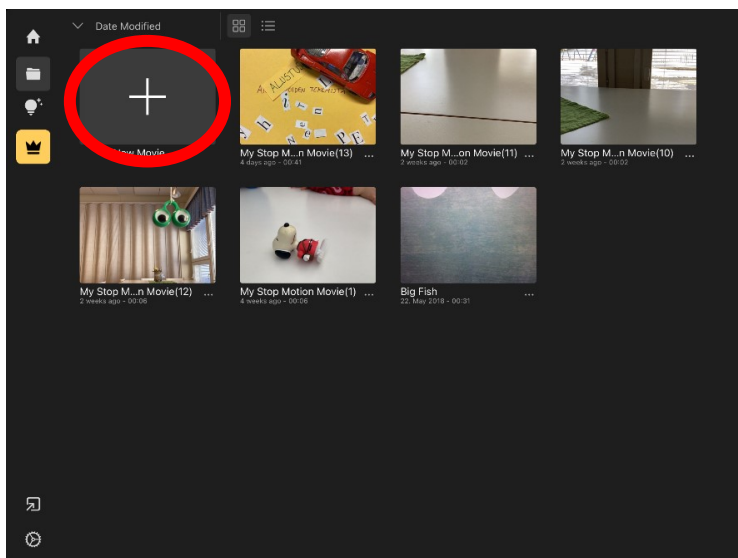 Date Modified
New Movie
My Stop M...n Movie(13) ...
4 days ago - 00:41
My Stop M...on Movie(11) ...
2 weeks ago - 00:02
My Stop M...n Movie(10) ...
2 weeks ago - 00:02
My Stop M...n Movie(12) ...
2 weeks ago - 00:06
My Stop Motion Movie(1) ...
4 weeks ago - 00:06
Big Fish ...
22. May 2018 - 00:31